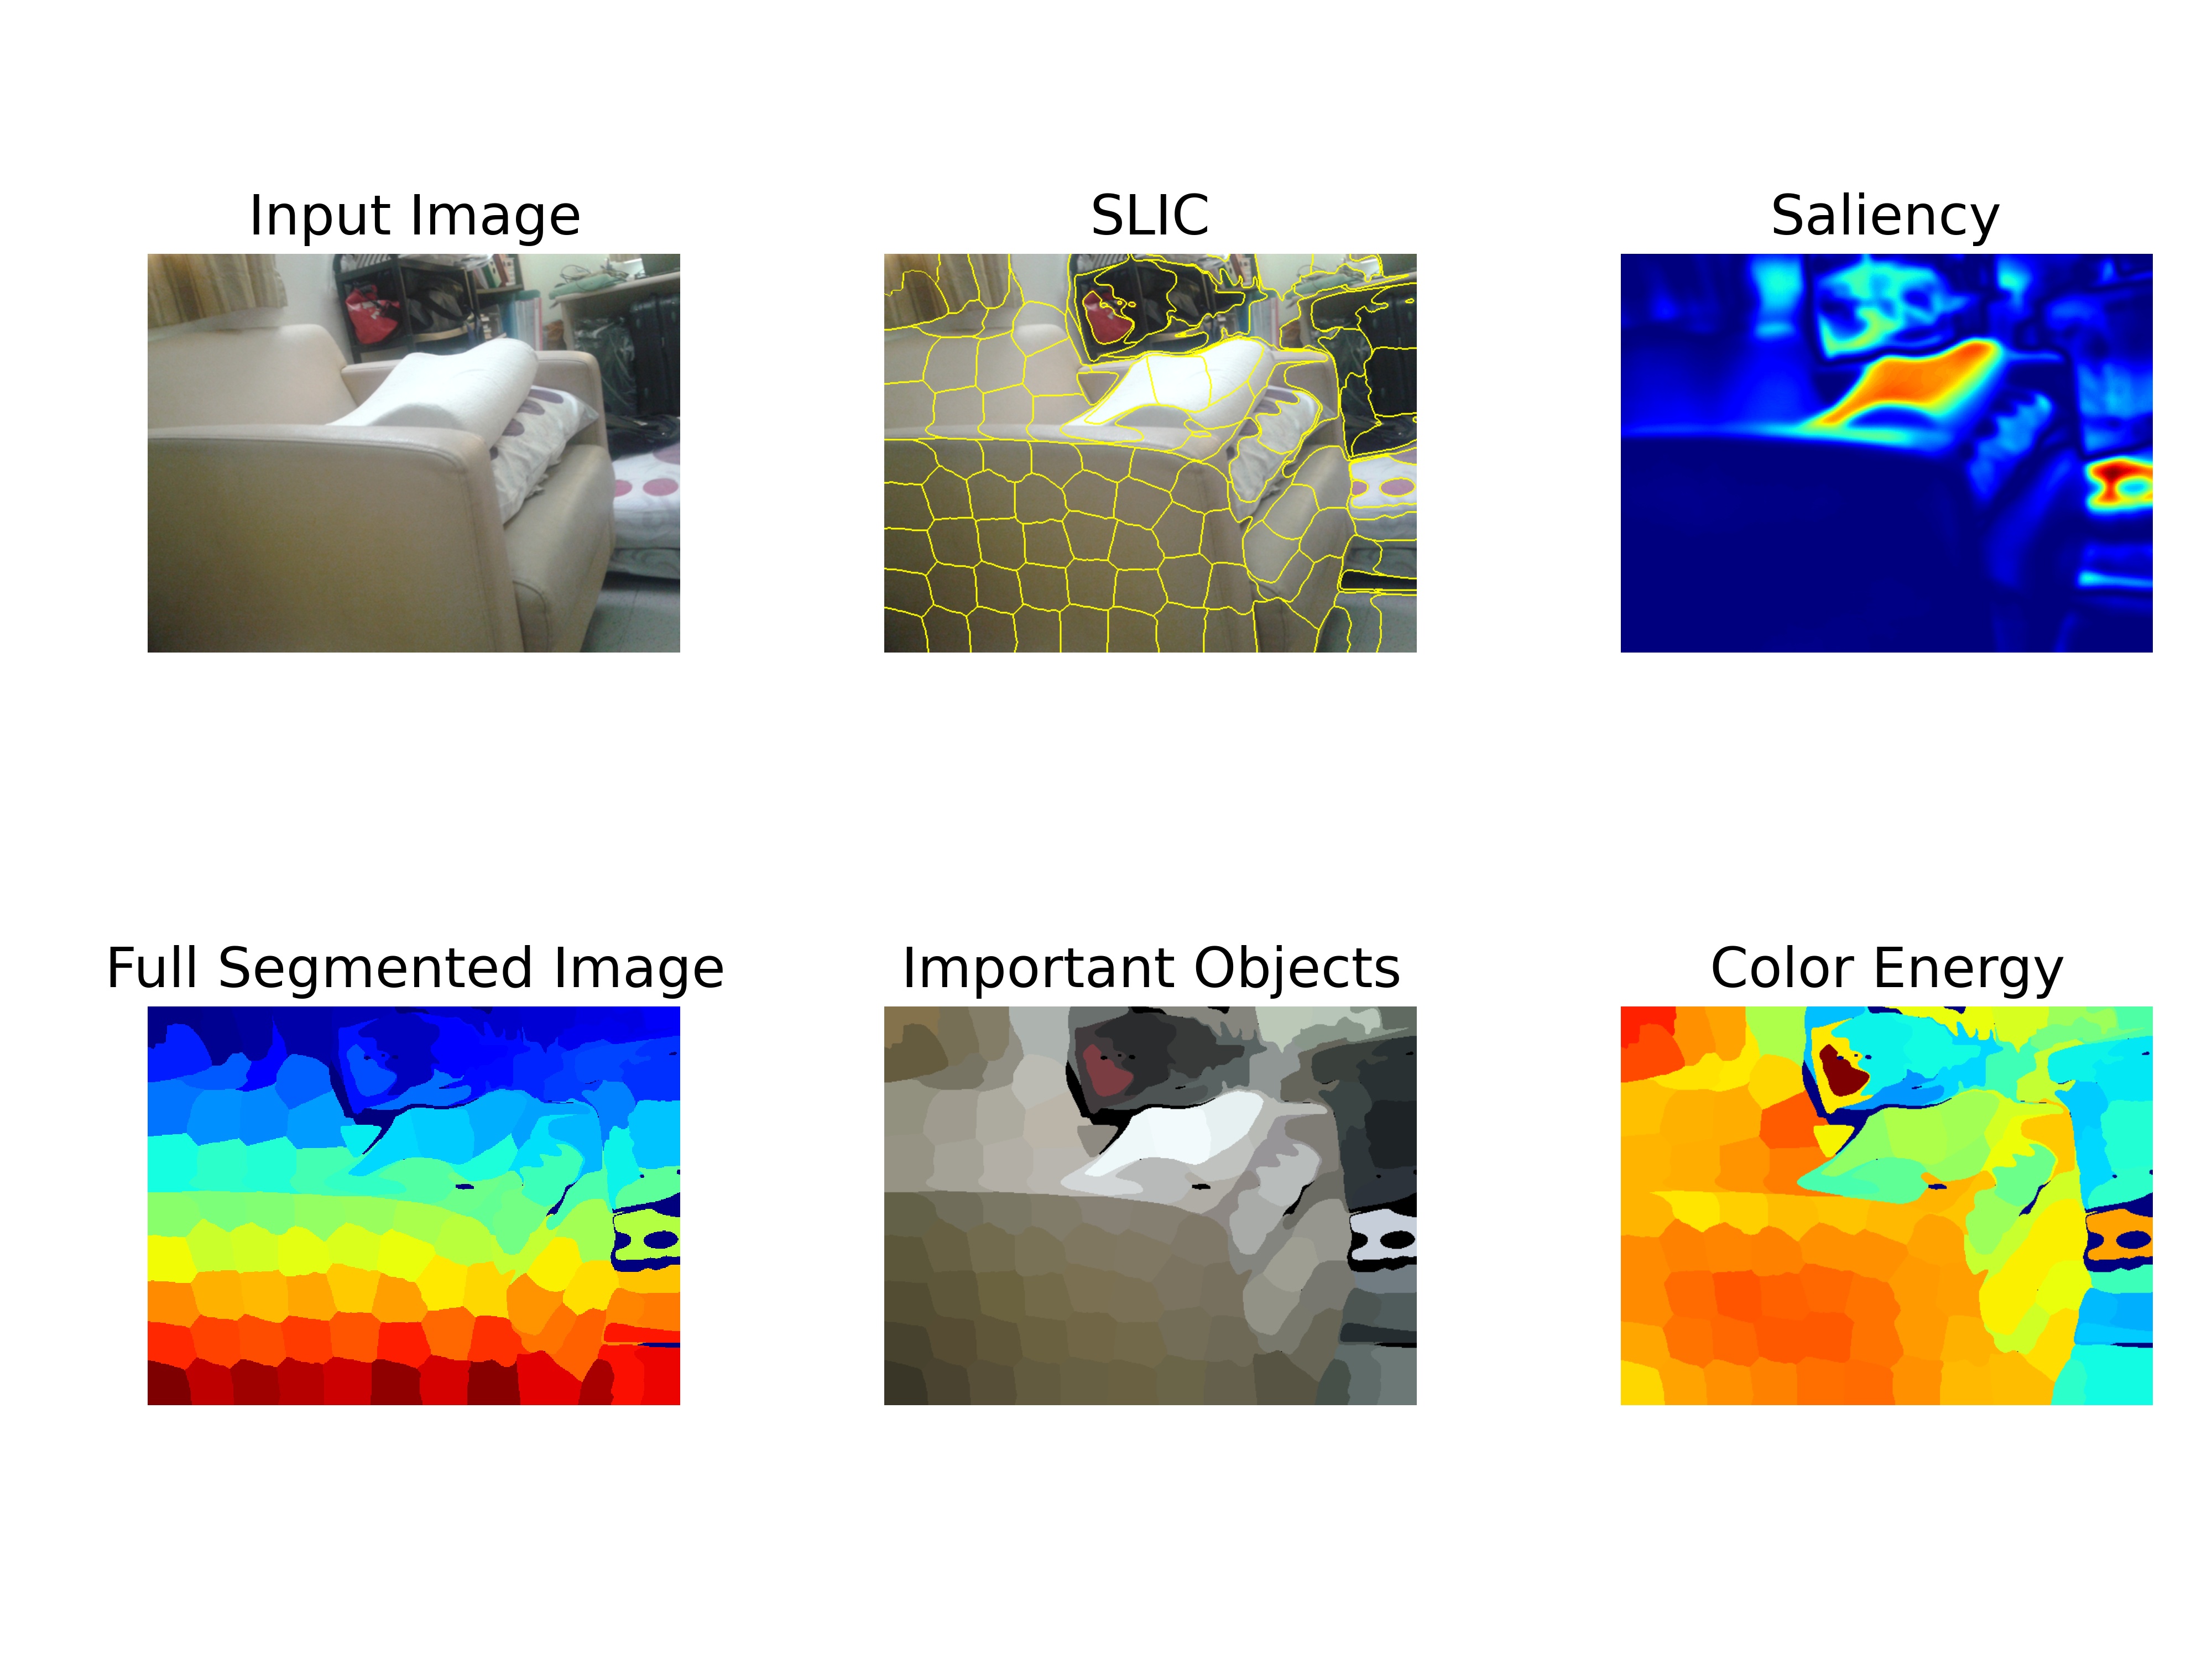 Input Image
SLIC
Saliency
Full Segmented Image
Important Objects
Color Energy